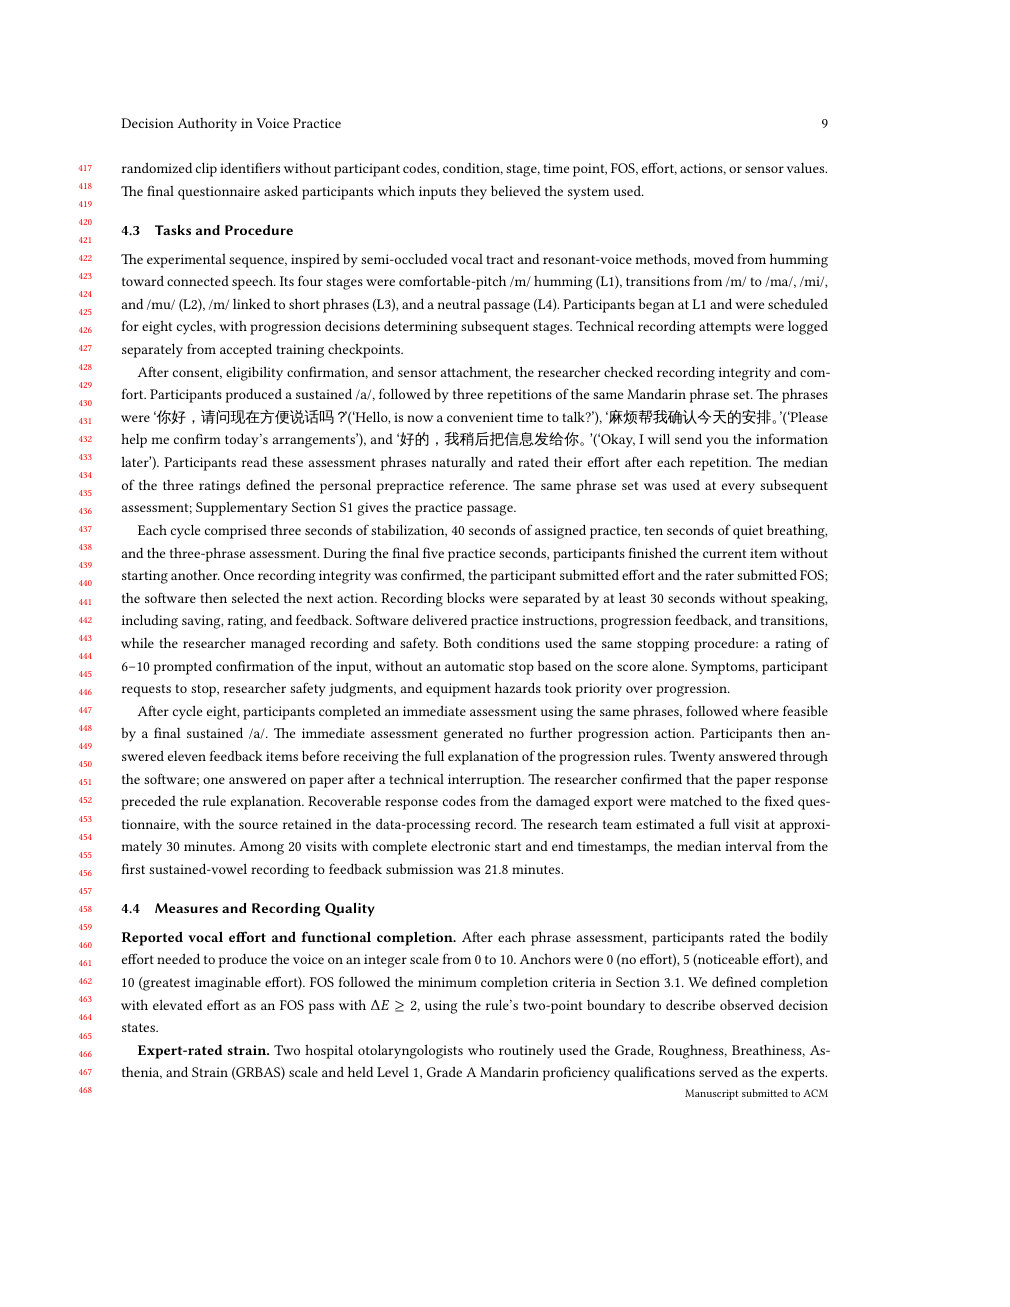 Decision Authority in Voice Practice 9
417 randomized clip identifiers without participant codes, condition, stage, time point, FOS, effort, actions, or sensor values.
418 The final questionnaire asked participants which inputs they believed the system used.
419
420 4.3 Tasks and Procedure
421
422 The experimental sequence, inspired by semi-occluded vocal tract and resonant-voice methods, moved from humming
423 toward connected speech. Its four stages were comfortable-pitch /m/ humming (L1), transitions from /m/ to /ma/, /mi/,
424 and /mu/ (L2), /m/ linked to short phrases (L3), and a neutral passage (L4). Participants began at L1 and were scheduled
425
426 for eight cycles, with progression decisions determining subsequent stages. Technical recording attempts were logged
427 separately from accepted training checkpoints.
428 After consent, eligibility confirmation, and sensor attachment, the researcher checked recording integrity and com-
429 fort. Participants produced a sustained /a/, followed by three repetitions of the same Mandarin phrase set. The phrases
430
431 were ‘你好，请问现在方便说话吗？’(‘Hello, is now a convenient time to talk?’), ‘麻烦帮我确认今天的安排。’(‘Please
432 help me confirm today’s arrangements’), and ‘好的，我稍后把信息发给你。’(‘Okay, I will send you the information
433 later’). Participants read these assessment phrases naturally and rated their effort after each repetition. The median
434
435 of the three ratings defined the personal prepractice reference. The same phrase set was used at every subsequent
436 assessment; Supplementary Section S1 gives the practice passage.
437 Each cycle comprised three seconds of stabilization, 40 seconds of assigned practice, ten seconds of quiet breathing,
438 and the three-phrase assessment. During the final five practice seconds, participants finished the current item without
439
440 starting another. Once recording integrity was confirmed, the participant submitted effort and the rater submitted FOS;
441 the software then selected the next action. Recording blocks were separated by at least 30 seconds without speaking,
442 including saving, rating, and feedback. Software delivered practice instructions, progression feedback, and transitions,
443 while the researcher managed recording and safety. Both conditions used the same stopping procedure: a rating of
444
445 6–10 prompted confirmation of the input, without an automatic stop based on the score alone. Symptoms, participant
446 requests to stop, researcher safety judgments, and equipment hazards took priority over progression.
447 After cycle eight, participants completed an immediate assessment using the same phrases, followed where feasible
448 by a final sustained /a/. The immediate assessment generated no further progression action. Participants then an-
449
450 swered eleven feedback items before receiving the full explanation of the progression rules. Twenty answered through
451 the software; one answered on paper after a technical interruption. The researcher confirmed that the paper response
452 preceded the rule explanation. Recoverable response codes from the damaged export were matched to the fixed ques-
453 tionnaire, with the source retained in the data-processing record. The research team estimated a full visit at approxi-
454
455 mately 30 minutes. Among 20 visits with complete electronic start and end timestamps, the median interval from the
456 first sustained-vowel recording to feedback submission was 21.8 minutes.
457
458 4.4 Measures and Recording Quality
459
460 Reported vocal effort and functional completion. After each phrase assessment, participants rated the bodily
461 effort needed to produce the voice on an integer scale from 0 to 10. Anchors were 0 (no effort), 5 (noticeable effort), and
462 10 (greatest imaginable effort). FOS followed the minimum completion criteria in Section 3.1. We defined completion
463 with elevated effort as an FOS pass with ΔE ≥ 2, using the rule’s two-point boundary to describe observed decision
464
465 states.
466 Expert-rated strain. Two hospital otolaryngologists who routinely used the Grade, Roughness, Breathiness, As-
467 thenia, and Strain (GRBAS) scale and held Level 1, Grade A Mandarin proficiency qualifications served as the experts.
468 Manuscript submitted to ACM